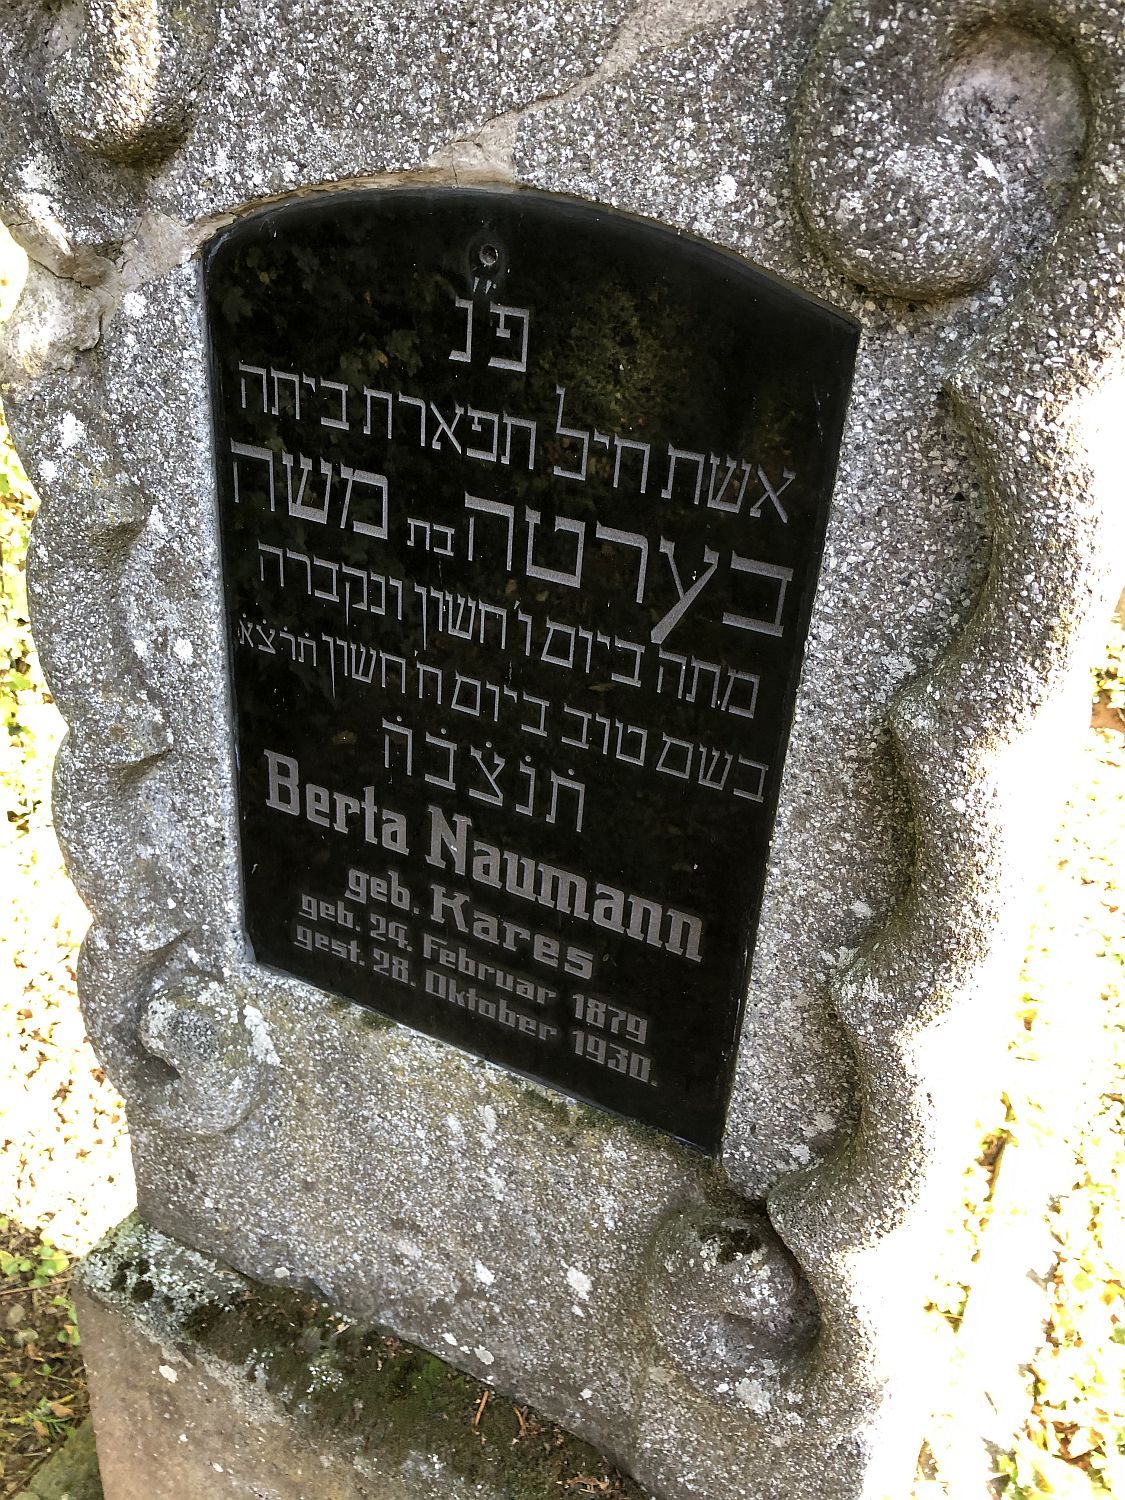 פ״נ
אשת חיל תפארת ביתה
בערטה בת משה
מתה ביום ו׳ חשון ונקברה
בשם טוב ביום ח׳ חשון תרצא
תנצבה
Berta Naumann
geb. Kares
geb. 24. Februar 1879
gest. 28. Oktober 1930.